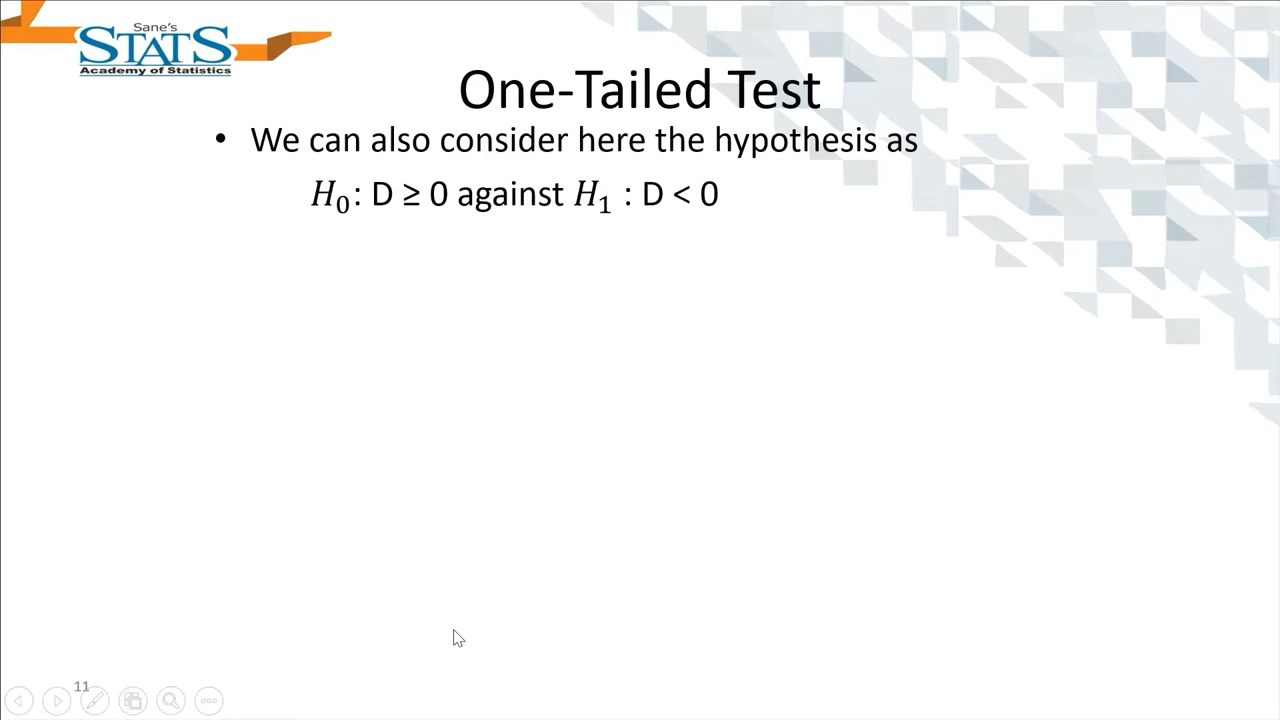 Sane's
STATS
Academy of Statistics
One-Tailed Test
• We can also consider here the hypothesis as
H₀: D ≥ 0 against H₁ : D < 0
11